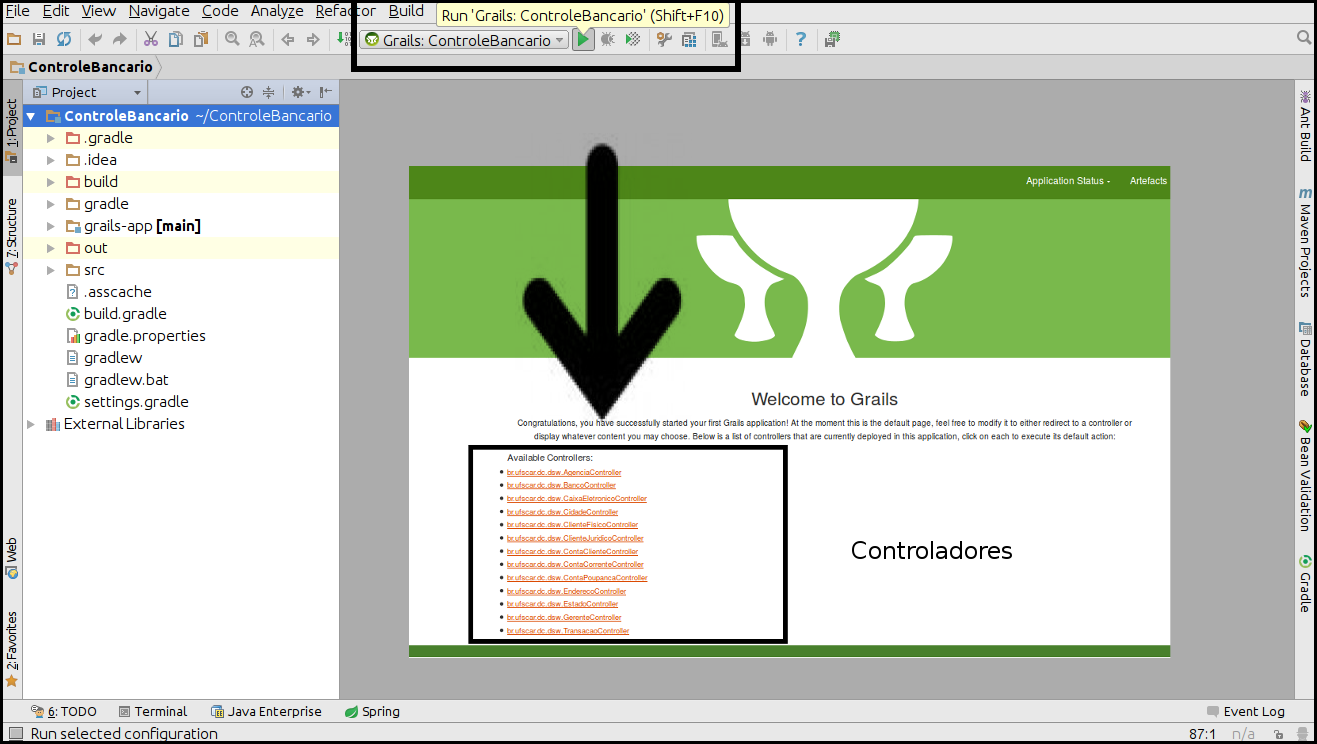 File Edit View Navigate Code Analyze Refactor Build
Run 'Grails: ControleBancario' (Shift+F10)
Grails: ControleBancario
ControleBancario
Project
ControleBancario ~/ControleBancario
.gradle
.idea
build
gradle
grails-app [main]
out
src
.asscache
build.gradle
gradle.properties
gradlew
gradlew.bat
settings.gradle
External Libraries
1: Project
7: Structure
Web
2: Favorites
Application Status Artefacts
Welcome to Grails
Congratulations, you have successfully started your first Grails application! At the moment this is the default page, feel free to modify it to either redirect to a controller or
display whatever content you may choose. Below is a list of controllers that are currently deployed in this application, click on each to execute its default action:
Available Controllers:
br.ufscar.dc.dsw.AgenciaController
br.ufscar.dc.dsw.BancoController
br.ufscar.dc.dsw.CaixaEletronicoController
br.ufscar.dc.dsw.CidadeController
br.ufscar.dc.dsw.ClienteFisicoController
br.ufscar.dc.dsw.ClienteJuridicoController
br.ufscar.dc.dsw.ContaClienteController
br.ufscar.dc.dsw.ContaCorrenteController
br.ufscar.dc.dsw.ContaPoupancaController
br.ufscar.dc.dsw.EnderecoController
br.ufscar.dc.dsw.EstadoController
br.ufscar.dc.dsw.GerenteController
br.ufscar.dc.dsw.TransacaoController
Controladores
Ant Build
Maven Projects
Database
Bean Validation
Gradle
6: TODO Terminal Java Enterprise Spring Event Log
Run selected configuration 87:1 n/a